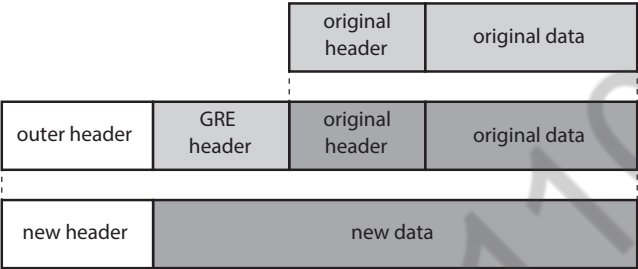 original
header
original data
outer header
GRE
header
original
header
original data
new header
new data